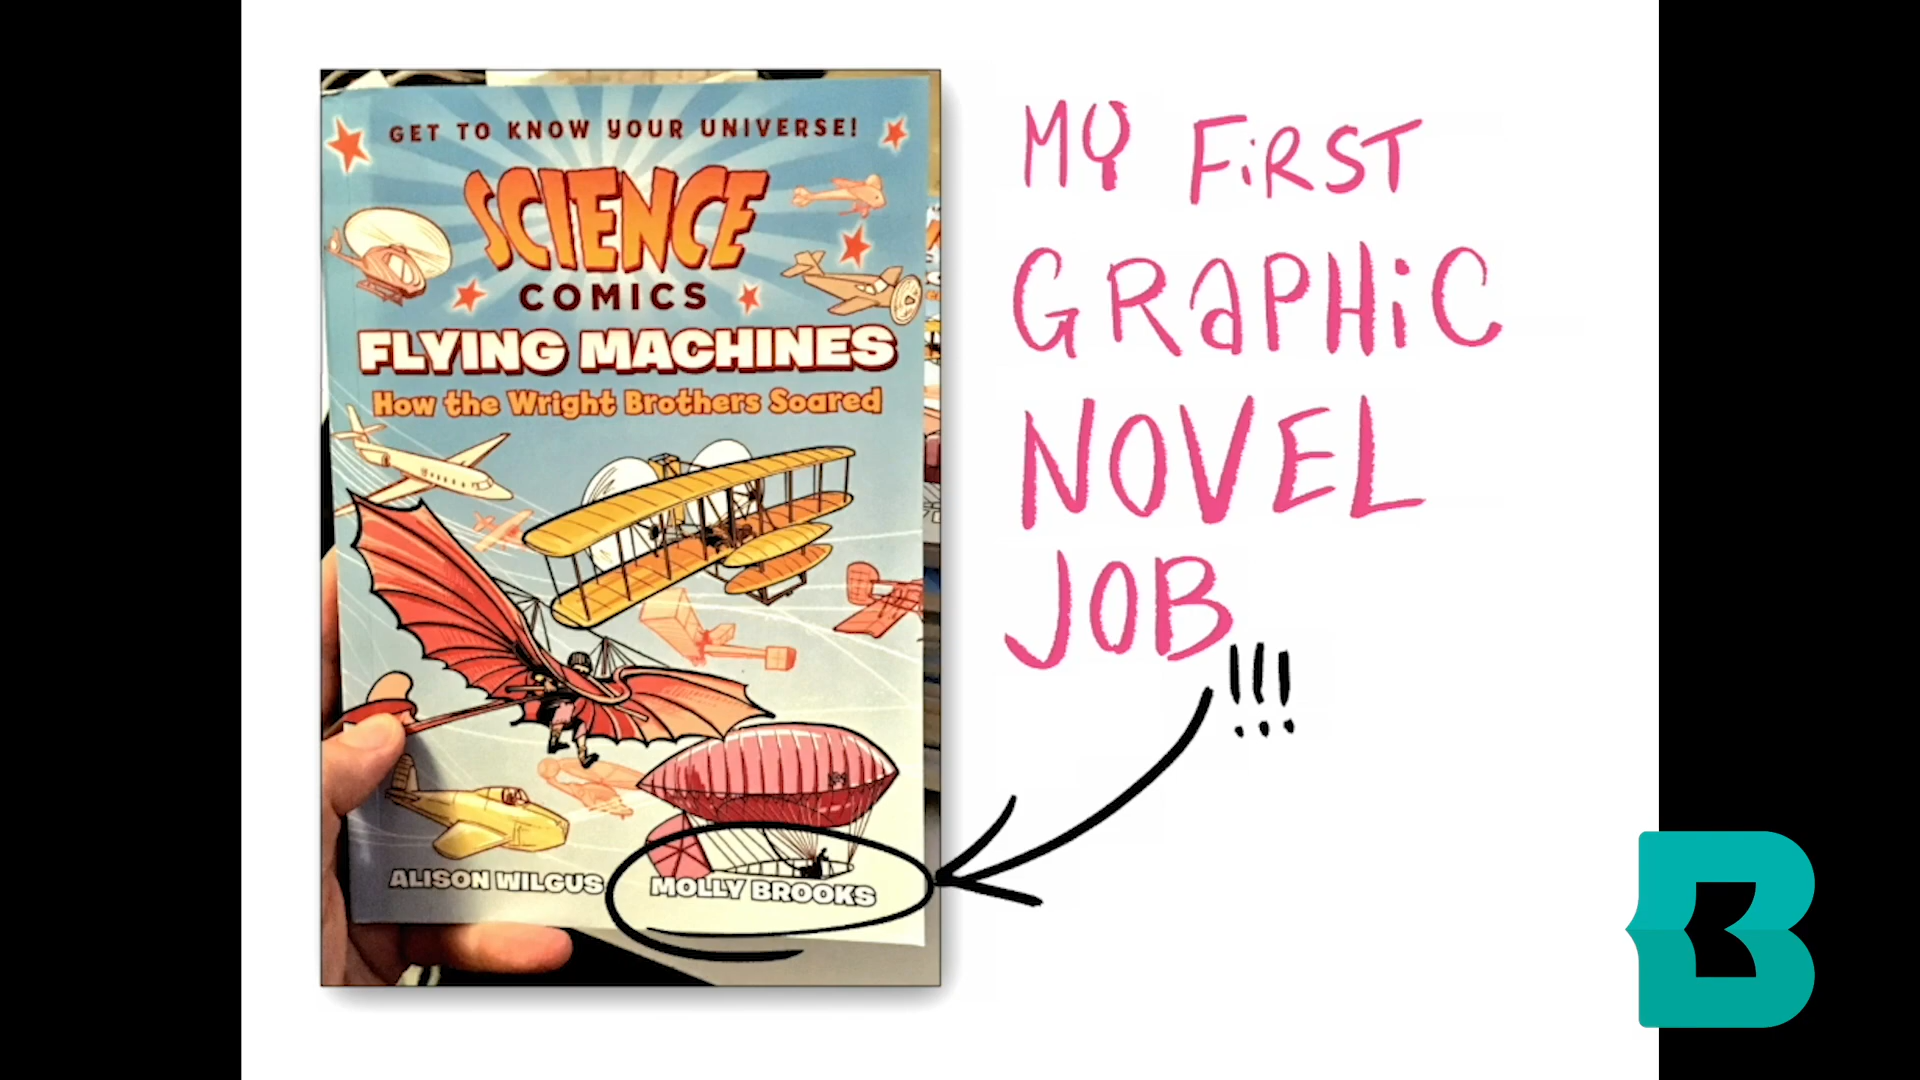 GET TO KNOW YOUR UNIVERSE!
SCIENCE
COMICS
FLYING MACHINES
How the Wright Brothers Soared
ALISON WILGUS
MOLLY BROOKS
MY FIRST
GRAPHIC
NOVEL
JOB
!!!
B